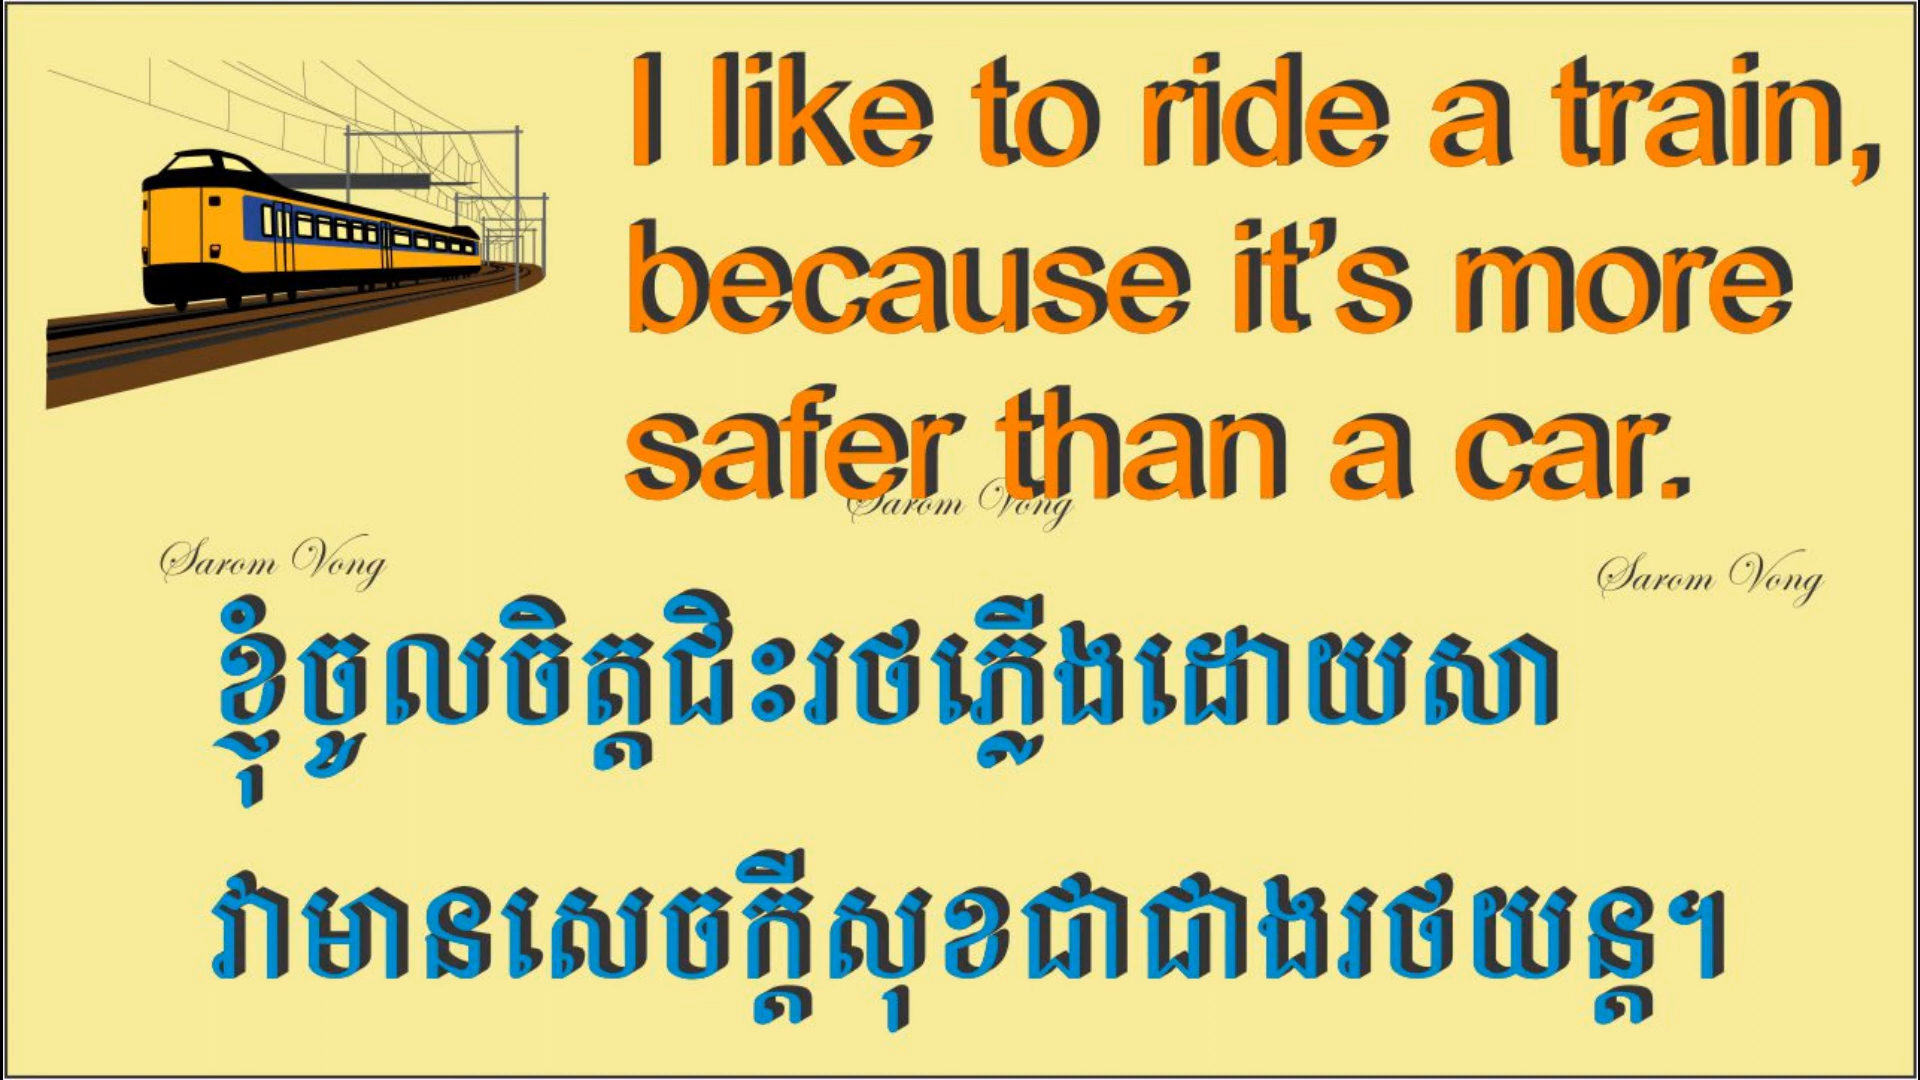 I like to ride a train,
because it’s more
safer than a car.
Sarom Vong
Sarom Vong
Sarom Vong
ខ្ញុំចូលចិត្តជិះរថភ្លើងដោយសា
វាមានសេចក្តីសុខជាជាងរថយន្ត។